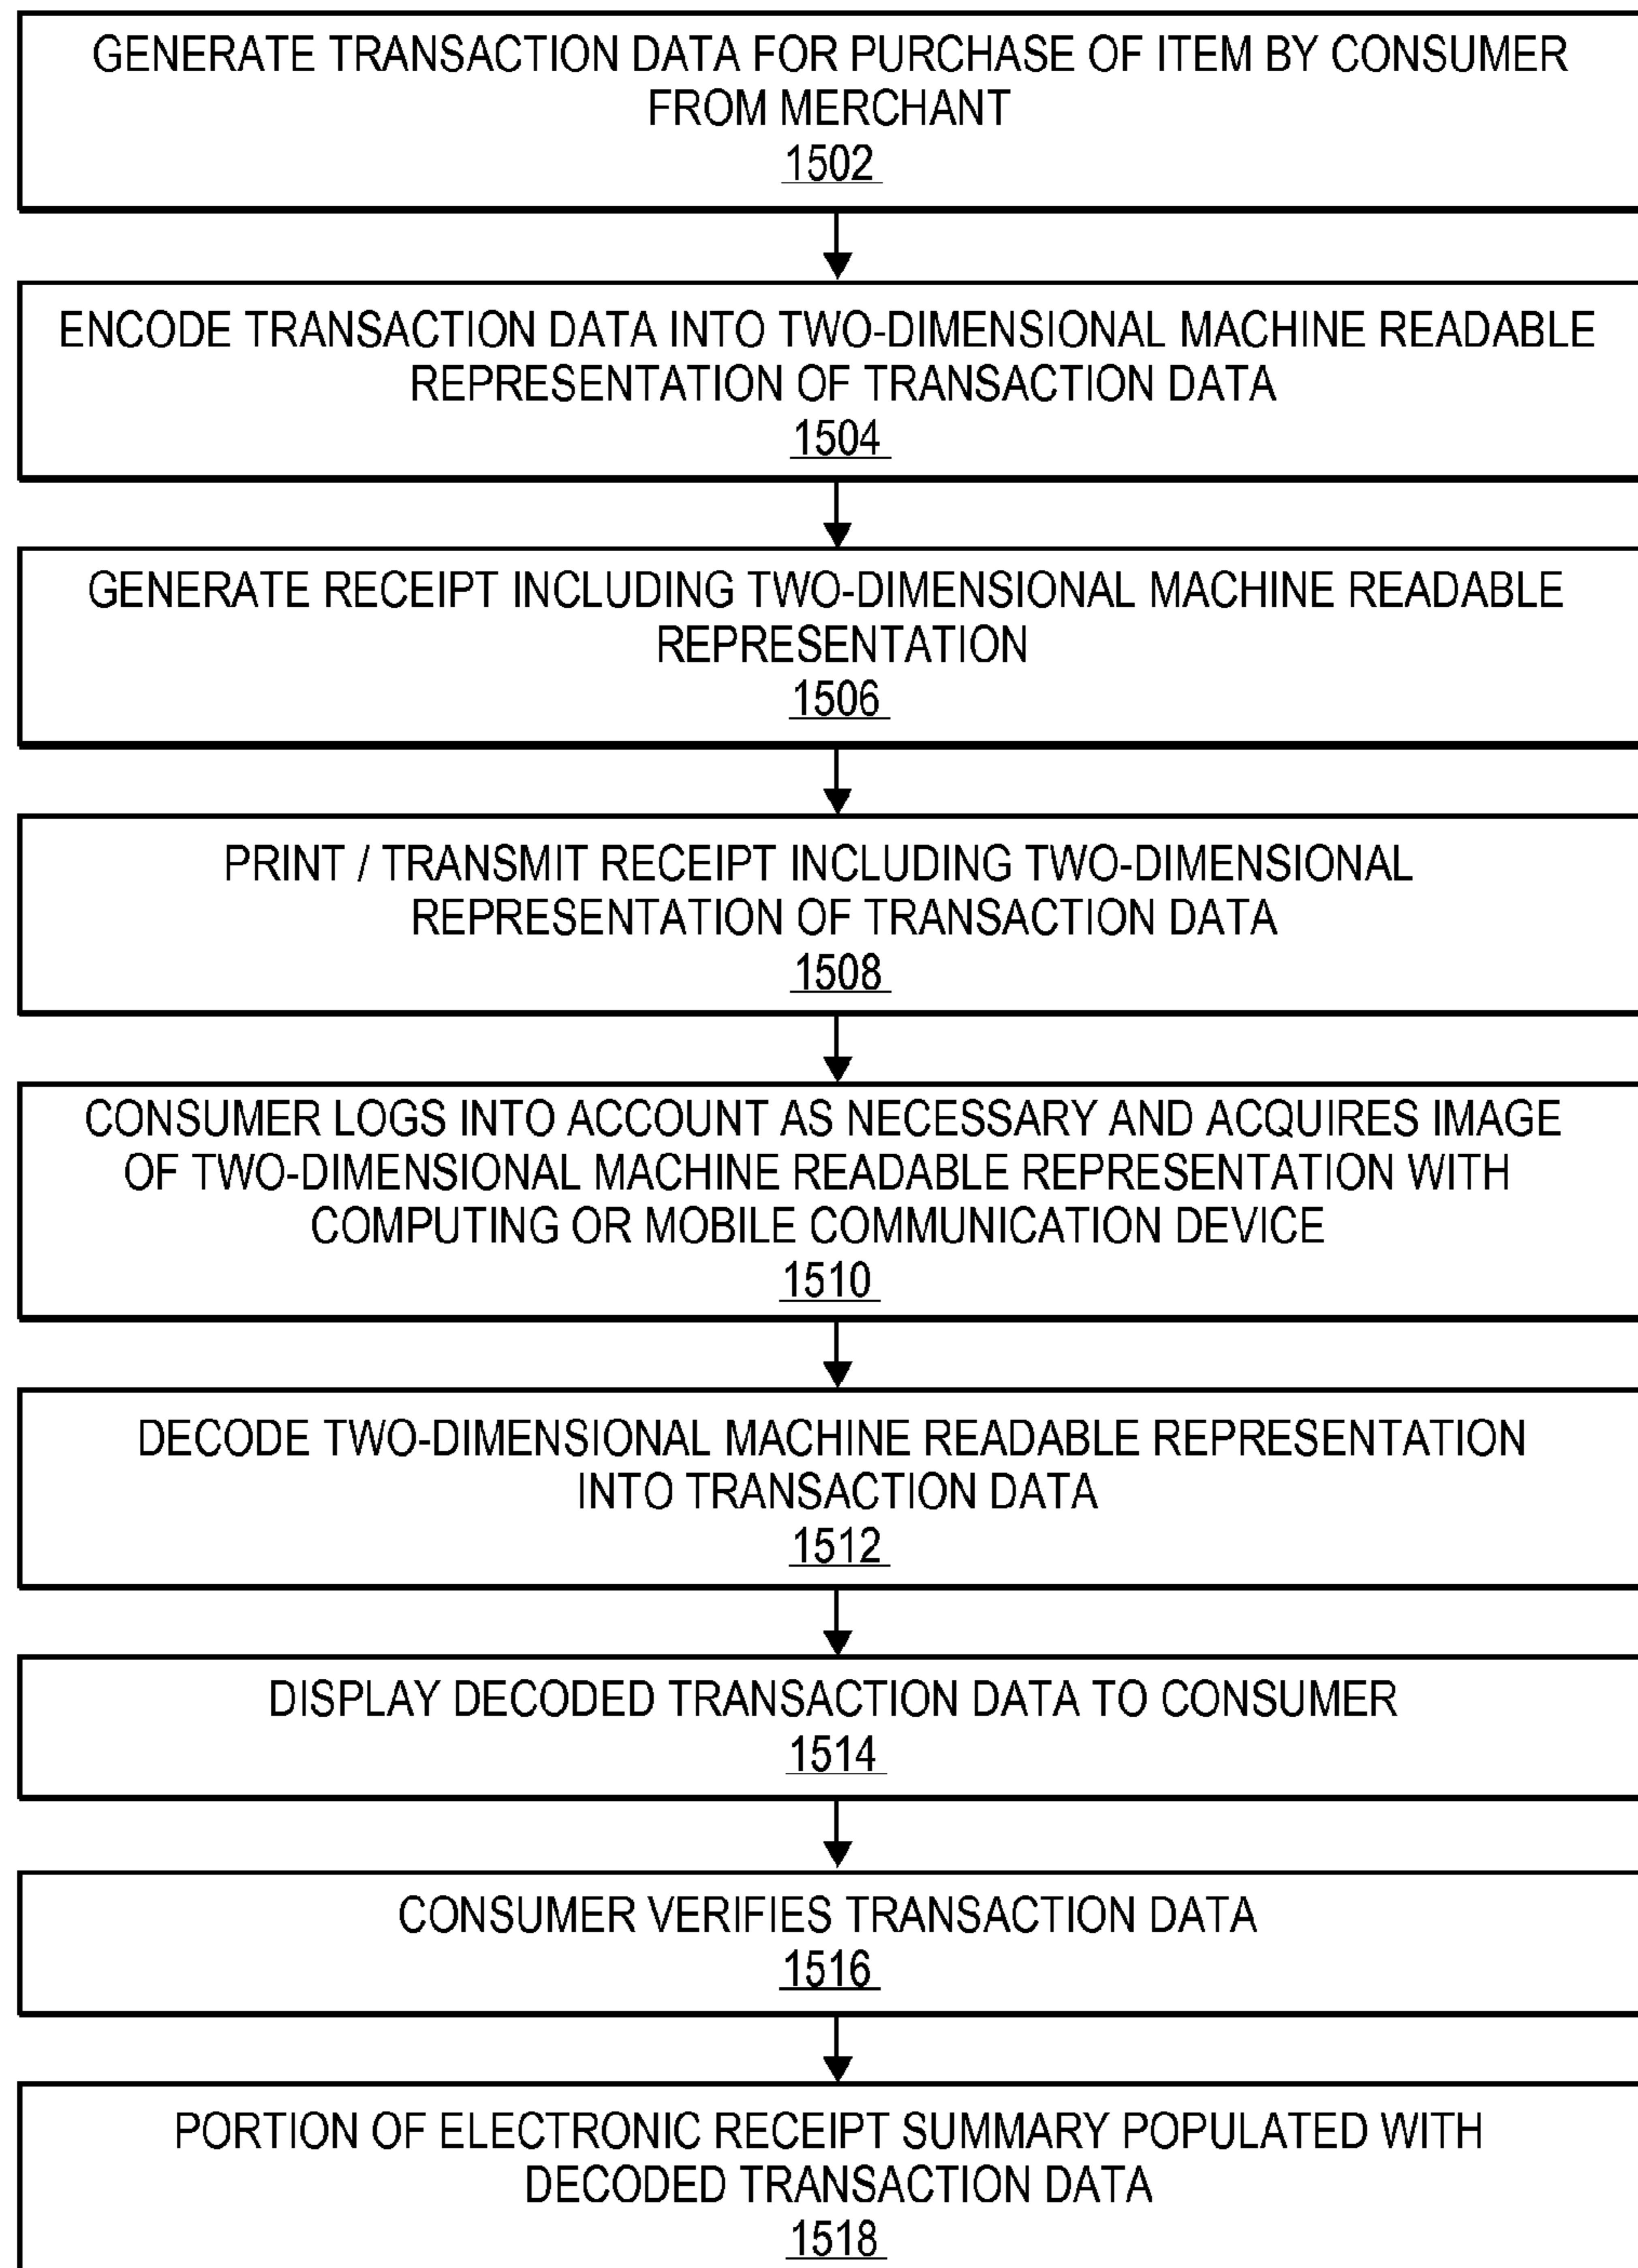 GENERATE TRANSACTION DATA FOR PURCHASE OF ITEM BY CONSUMER
FROM MERCHANT
1502
ENCODE TRANSACTION DATA INTO TWO-DIMENSIONAL MACHINE READABLE
REPRESENTATION OF TRANSACTION DATA
1504
GENERATE RECEIPT INCLUDING TWO-DIMENSIONAL MACHINE READABLE
REPRESENTATION
1506
PRINT / TRANSMIT RECEIPT INCLUDING TWO-DIMENSIONAL
REPRESENTATION OF TRANSACTION DATA
1508
CONSUMER LOGS INTO ACCOUNT AS NECESSARY AND ACQUIRES IMAGE
OF TWO-DIMENSIONAL MACHINE READABLE REPRESENTATION WITH
COMPUTING OR MOBILE COMMUNICATION DEVICE
1510
DECODE TWO-DIMENSIONAL MACHINE READABLE REPRESENTATION
INTO TRANSACTION DATA
1512
DISPLAY DECODED TRANSACTION DATA TO CONSUMER
1514
CONSUMER VERIFIES TRANSACTION DATA
1516
PORTION OF ELECTRONIC RECEIPT SUMMARY POPULATED WITH
DECODED TRANSACTION DATA
1518